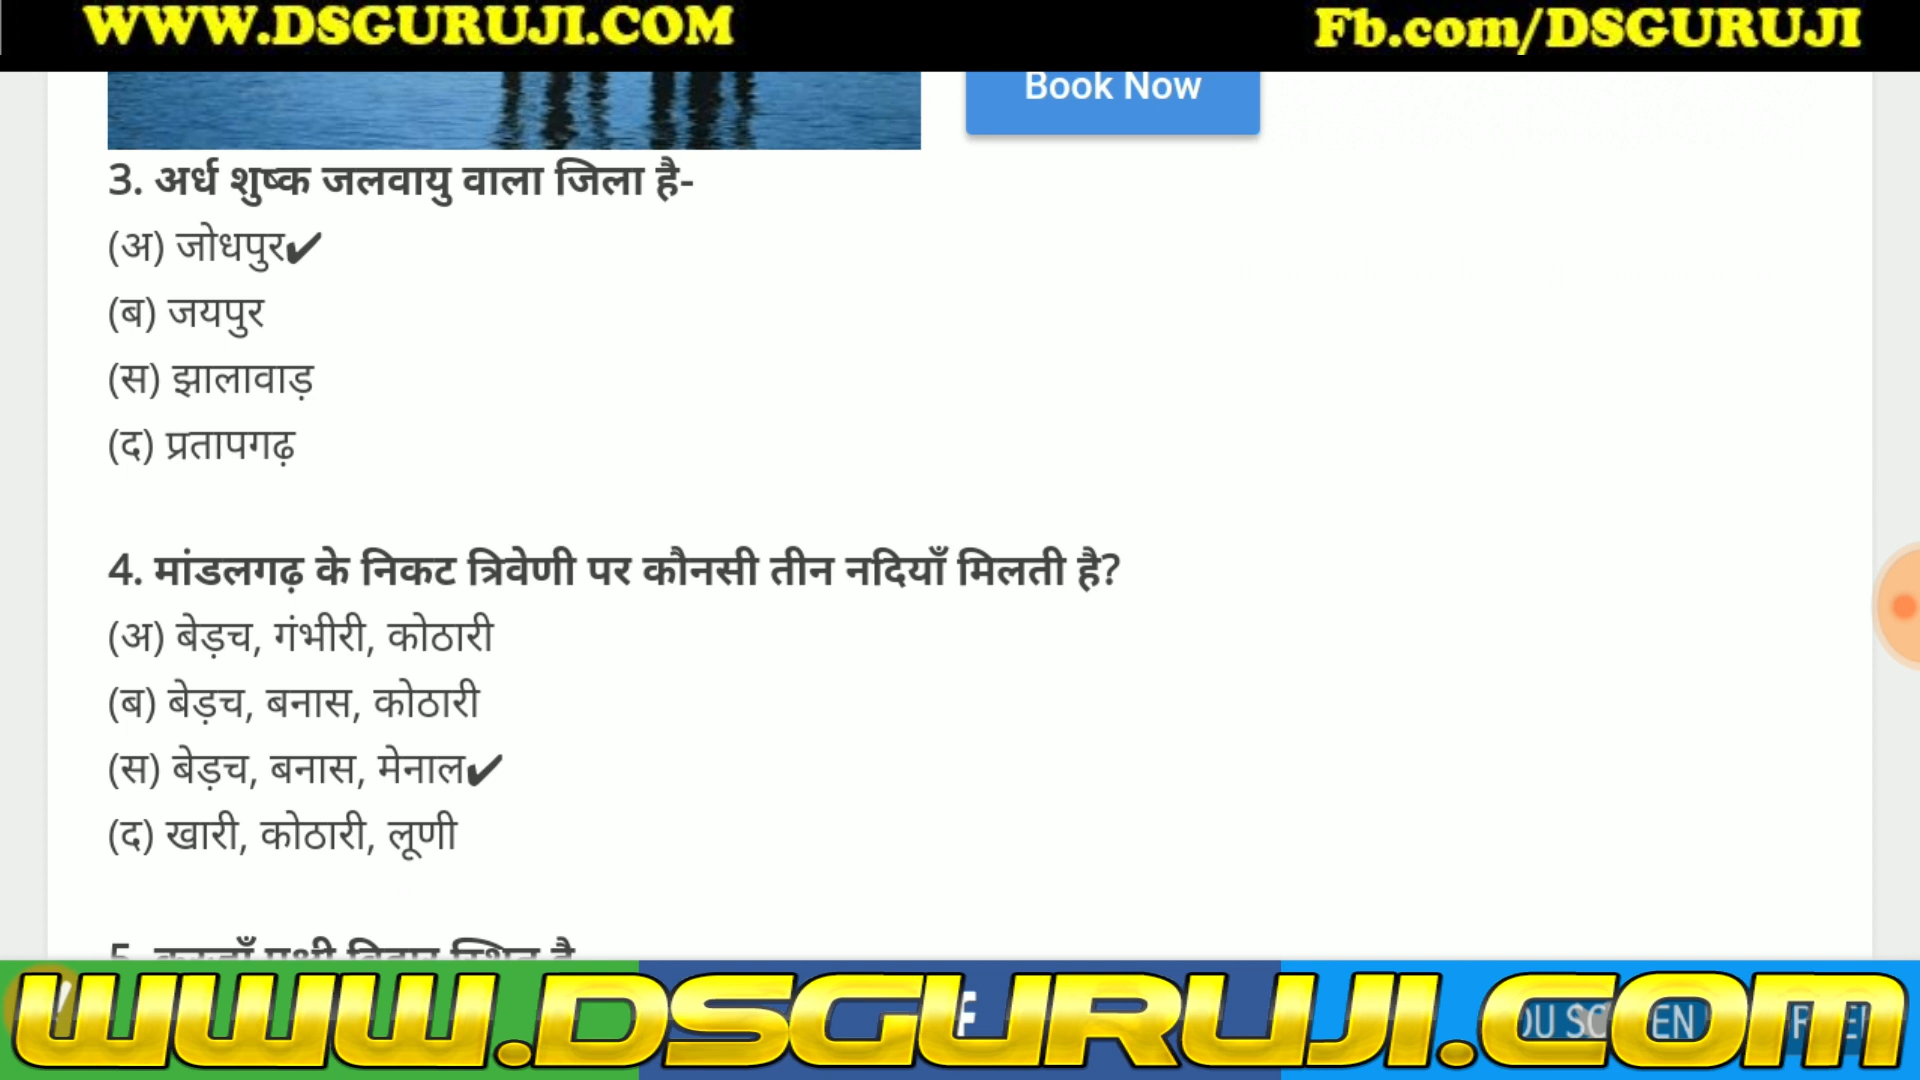 WWW.DSGURUJI.COM
Fb.com/DSGURUJI
Book Now
3. अर्ध शुष्क जलवायु वाला जिला है-
(अ) जोधपुर✔
(ब) जयपुर
(स) झालावाड़
(द) प्रतापगढ़
4. मांडलगढ़ के निकट त्रिवेणी पर कौनसी तीन नदियाँ मिलती है?
(अ) बेड़च, गंभीरी, कोठारी
(ब) बेड़च, बनास, कोठारी
(स) बेड़च, बनास, मेनाल✔
(द) खारी, कोठारी, लूणी
5.
WWW.DSGURUJI.COM